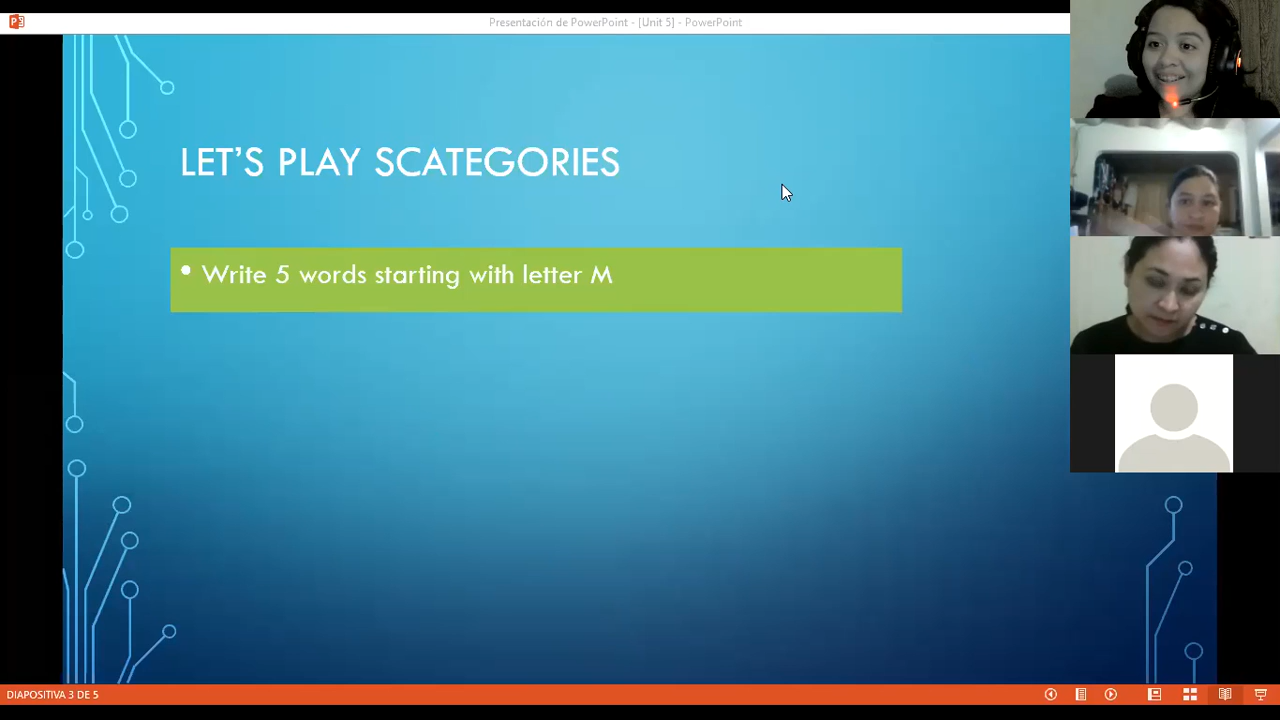 Presentación de PowerPoint - [Unit 5] - PowerPoint
LET'S PLAY SCATEGORIES
• Write 5 words starting with letter M
DIAPOSITIVA 3 DE 5